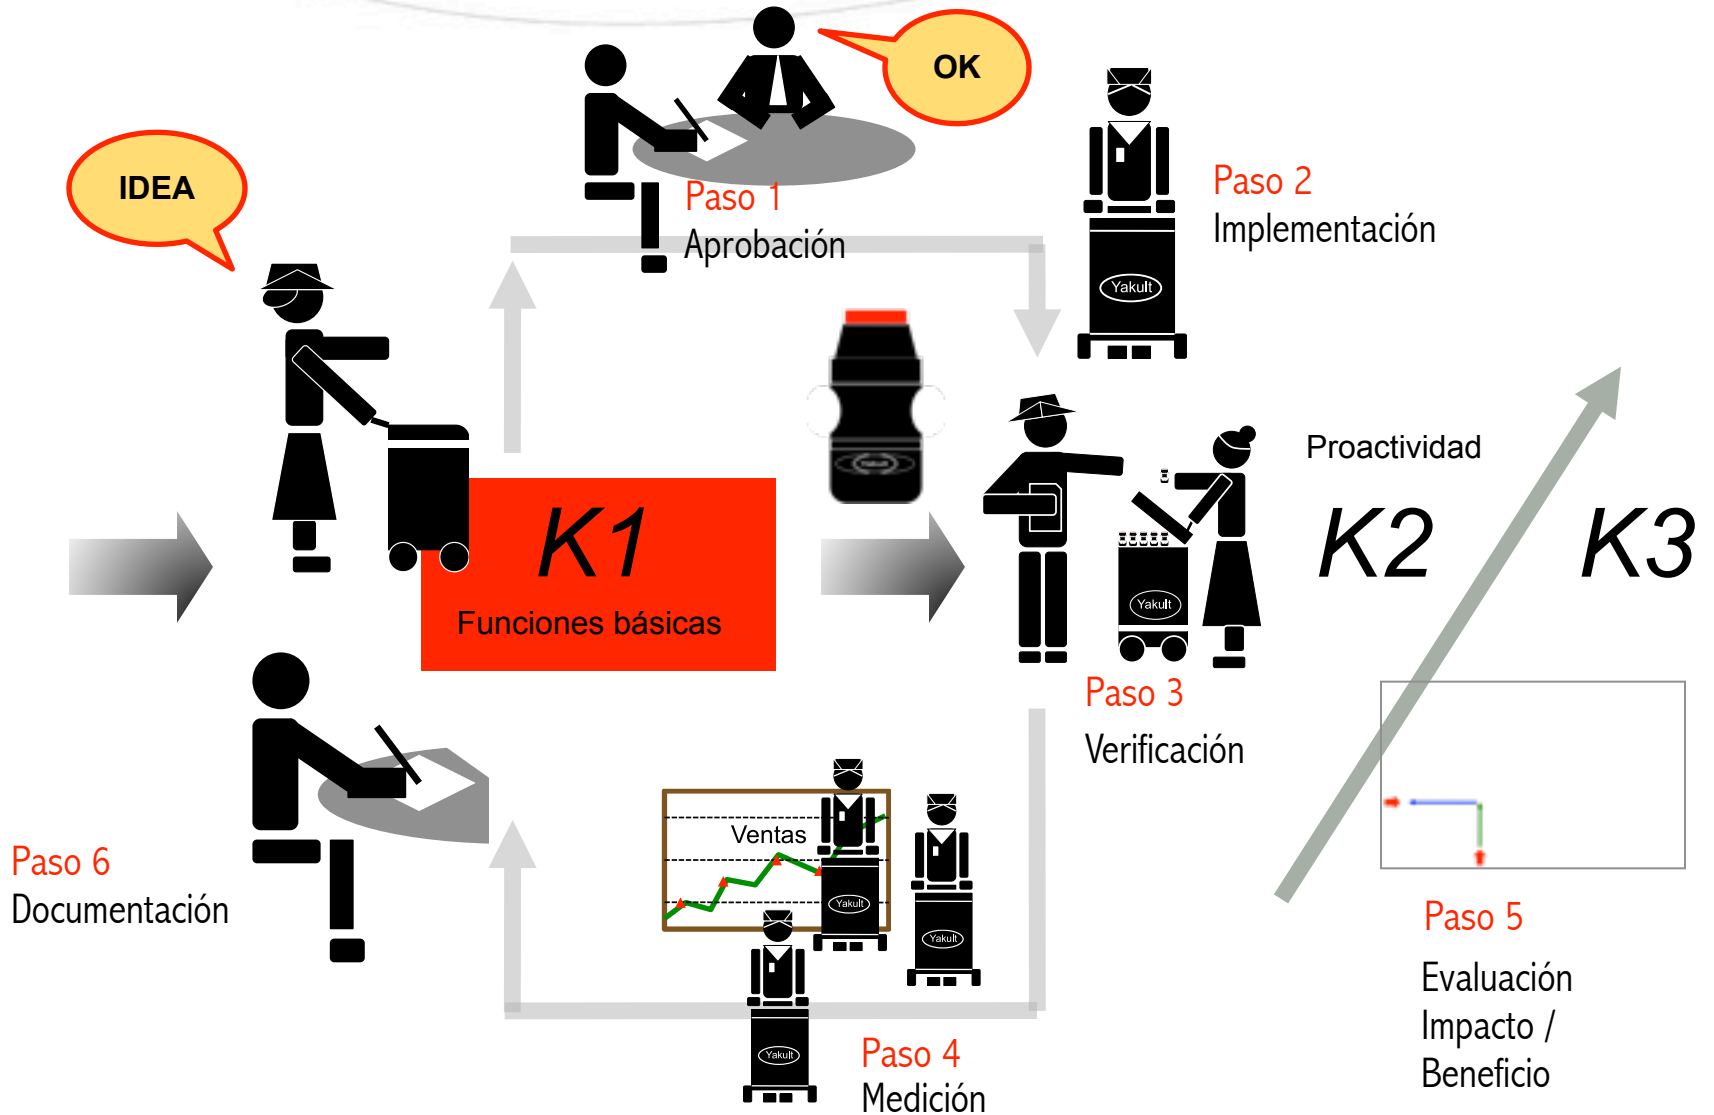 OK
IDEA
Paso 1
Aprobación
Paso 2
Implementación
Yakult
Yakult
Proactividad
K1
Funciones básicas
K2
K3
Yakult
Paso 3
Verificación
Ventas
Yakult
Yakult
Yakult
Paso 6
Documentación
Paso 4
Medición
Paso 5
Evaluación
Impacto /
Beneficio